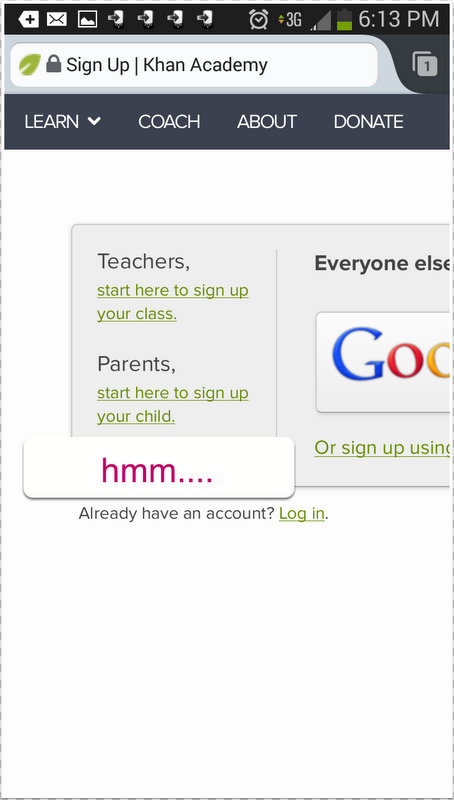 3G 6:13 PM
Sign Up | Khan Academy 1
LEARN COACH ABOUT DONATE
Teachers,
start here to sign up
your class.
Parents,
start here to sign up
your child.
Everyone else
Goo
Or sign up using
hmm....
Already have an account? Log in.